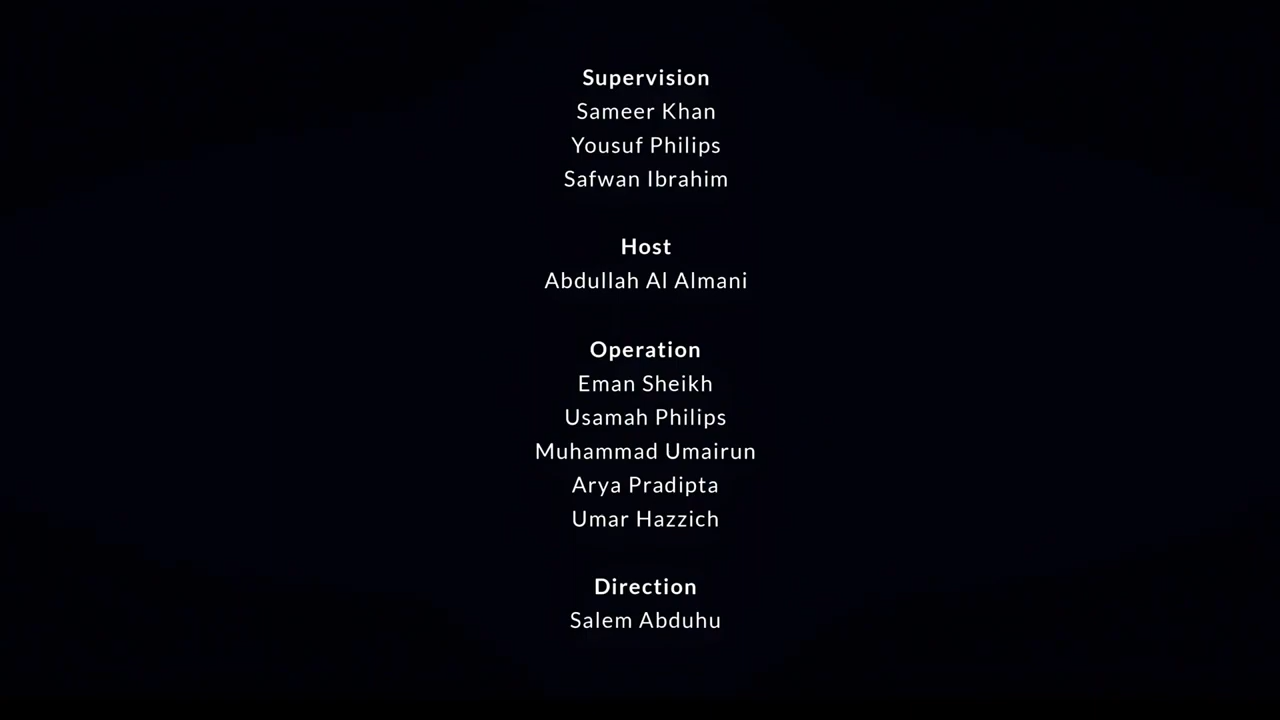 Supervision
Sameer Khan
Yousuf Philips
Safwan Ibrahim
Host
Abdullah Al Almani
Operation
Eman Sheikh
Usamah Philips
Muhammad Umairun
Arya Pradipta
Umar Hazzich
Direction
Salem Abduhu